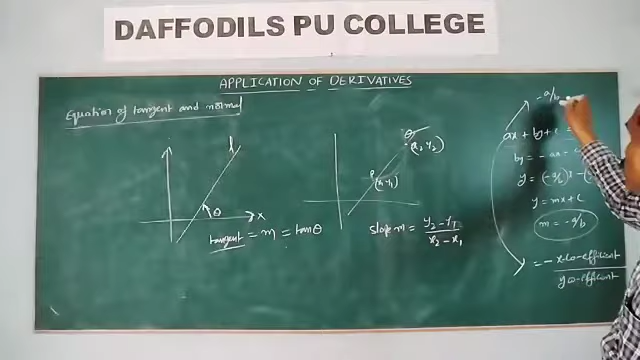 DAFFODILS PU COLLEGE
APPLICATION OF DERIVATIVES
Equation of tangent and normal
l
θ
X
tangent = m = tanθ
Q
(x2, y2)
P
(x, y1)
slope m = y2 - y1
x2 - x1
-a/b
ax + by + c =
by = -ax -
y = (-a/b)x - (
y = mx + c
m = -a/b
= - x co-efficient
y co-efficient